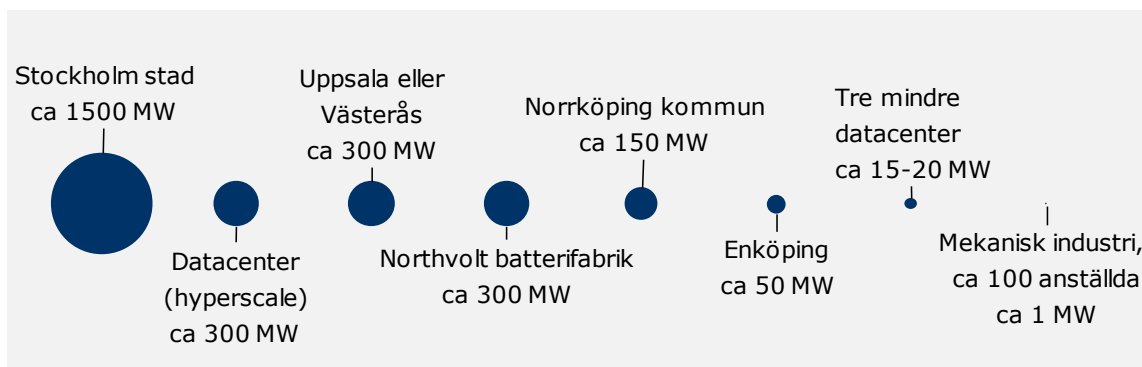 Stockholm stad
ca 1500 MW
Datacenter
(hyperscale)
ca 300 MW
Uppsala eller
Västerås
ca 300 MW
Northvolt batterifabrik
ca 300 MW
Norrköping kommun
ca 150 MW
Enköping
ca 50 MW
Tre mindre
datacenter
ca 15-20 MW
Mekanisk industri,
ca 100 anställda
ca 1 MW